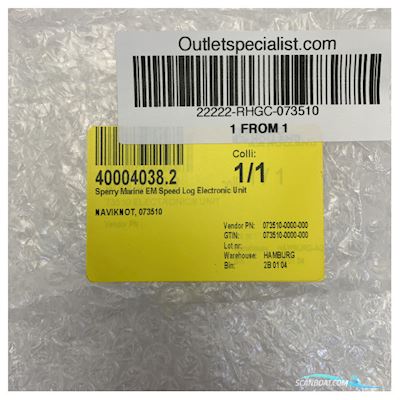 Outletspecialist.com
22222-RHGC-073510
1 FROM 1
Colli:
40004038.2
1/1
Sperry Marine EM Speed Log Electronic Unit
NAVIKNOT, 073510
Vendor PN:
Vendor PN: 073510-0000-000
GTIN: 073510-0000-000
Lot nr:
Warehouse: HAMBURG
Bin: 2B 01 04
SCANBOAT.COM